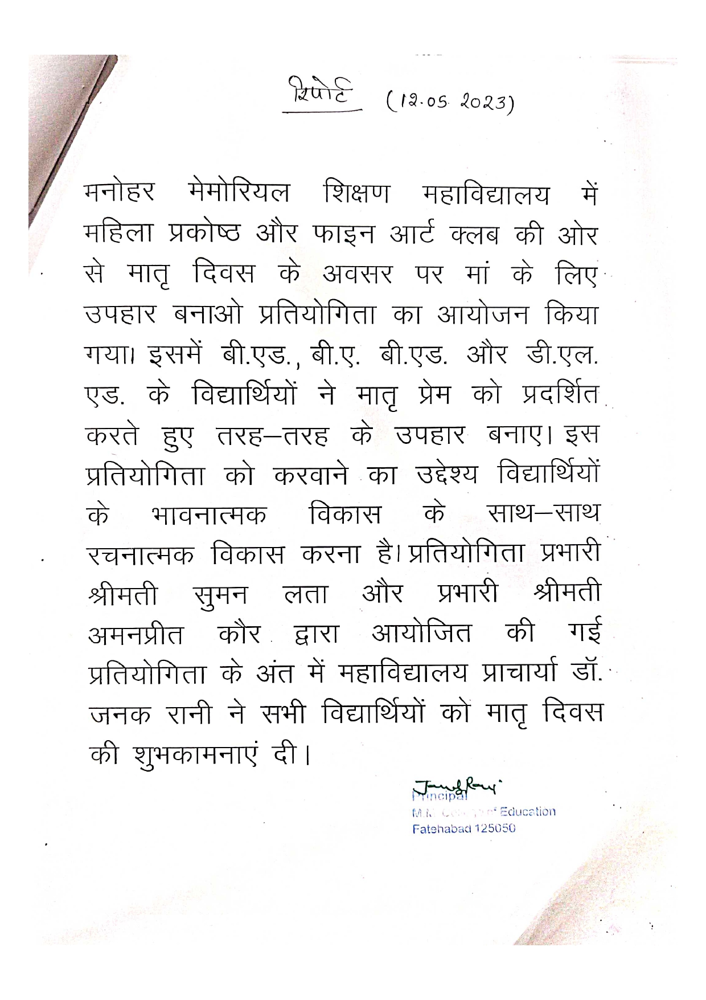 रिपोर्ट (12.05.2023)
मनोहर मेमोरियल शिक्षण महाविद्यालय में
महिला प्रकोष्ठ और फाइन आर्ट क्लब की ओर
से मातृ दिवस के अवसर पर मां के लिए
उपहार बनाओ प्रतियोगिता का आयोजन किया
गया। इसमें बी.एड., बी.ए. बी.एड. और डी.एल.
एड. के विद्यार्थियों ने मातृ प्रेम को प्रदर्शित
करते हुए तरह–तरह के उपहार बनाए। इस
प्रतियोगिता को करवाने का उद्देश्य विद्यार्थियों
के भावनात्मक विकास के साथ–साथ
रचनात्मक विकास करना है। प्रतियोगिता प्रभारी
श्रीमती सुमन लता और प्रभारी श्रीमती
अमनप्रीत कौर द्वारा आयोजित की गई
प्रतियोगिता के अंत में महाविद्यालय प्राचार्या डॉ.
जनक रानी ने सभी विद्यार्थियों को मातृ दिवस
की शुभकामनाएं दी।
Principal
of Education
Fatehabad 125050